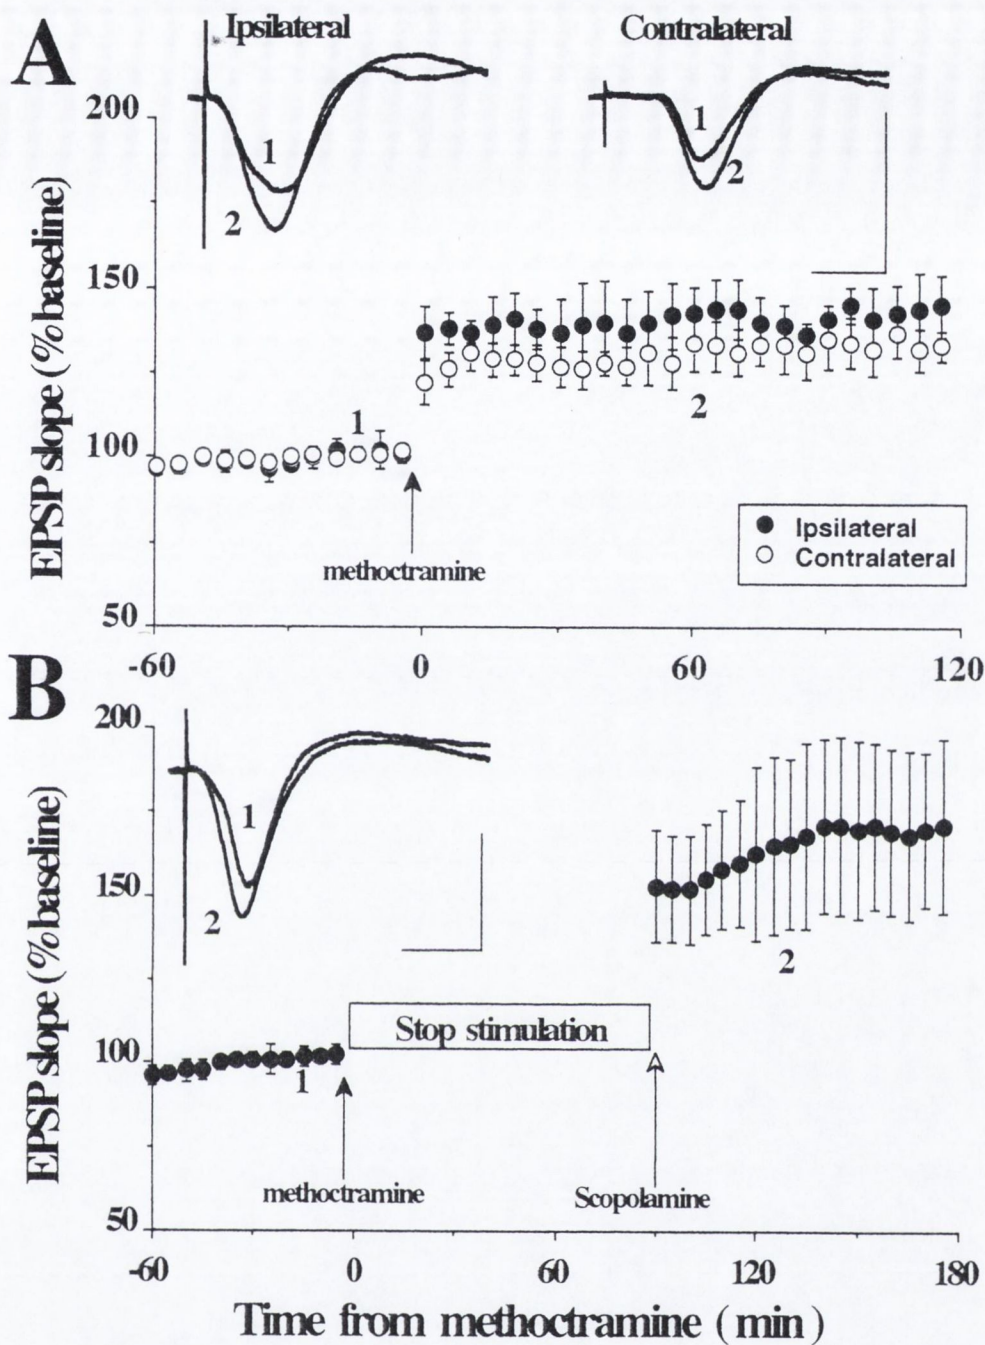 A
Ipsilateral
Contralateral
200
1
2
1
2
150
EPSP slope (% baseline)
1
2
100
Ipsilateral
Contralateral
methoctramine
50
-60
0
60
120
B
200
1
2
150
EPSP slope (% baseline)
2
Stop stimulation
100
1
methoctramine
Scopolamine
50
-60
0
60
120
180
Time from methoctramine ( min )